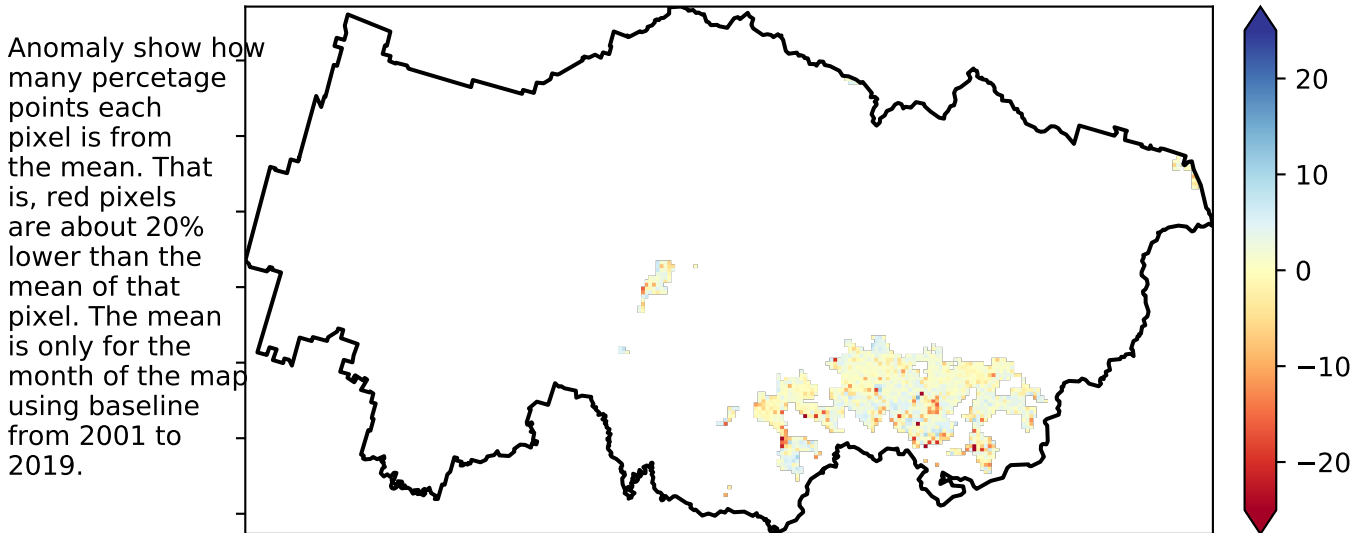 Anomaly show how
many percetage
points each
pixel is from
the mean. That
is, red pixels
are about 20%
lower than the
mean of that
pixel. The mean
is only for the
month of the map
using baseline
from 2001 to
2019.
20
10
0
−10
−20